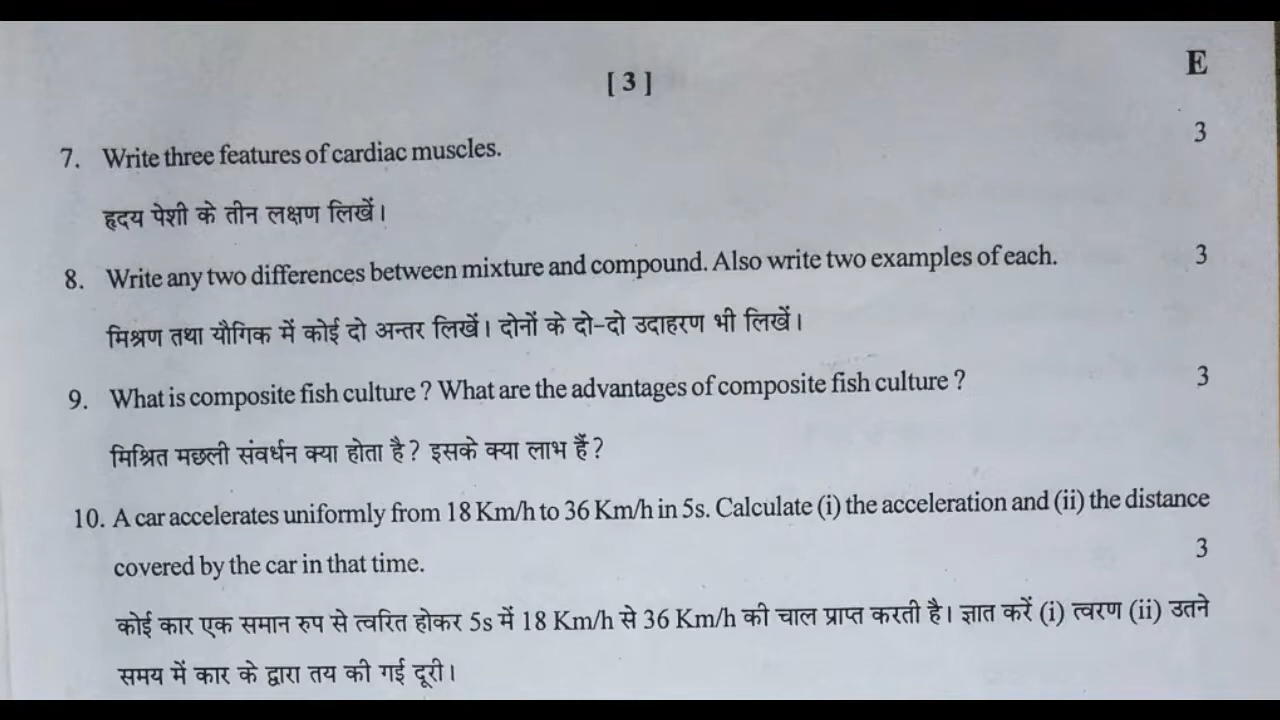 [ 3 ]
E
7. Write three features of cardiac muscles. 3
हृदय पेशी के तीन लक्षण लिखें।
8. Write any two differences between mixture and compound. Also write two examples of each. 3
मिश्रण तथा यौगिक में कोई दो अन्तर लिखें। दोनों के दो-दो उदाहरण भी लिखें।
9. What is composite fish culture ? What are the advantages of composite fish culture ? 3
मिश्रित मछली संवर्धन क्या होता है? इसके क्या लाभ हैं?
10. A car accelerates uniformly from 18 Km/h to 36 Km/h in 5s. Calculate (i) the acceleration and (ii) the distance
covered by the car in that time. 3
कोई कार एक समान रुप से त्वरित होकर 5s में 18 Km/h से 36 Km/h की चाल प्राप्त करती है। ज्ञात करें (i) त्वरण (ii) उतने
समय में कार के द्वारा तय की गई दूरी।